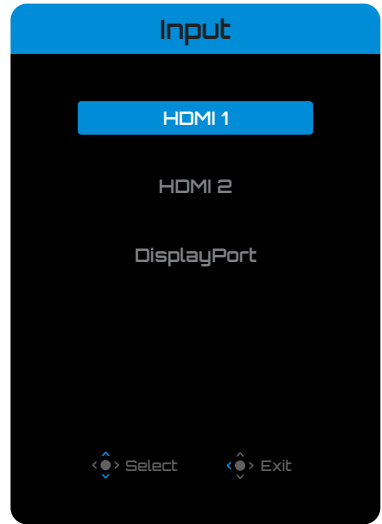 Input
HDMI 1
HDMI 2
DisplayPort
Select Exit